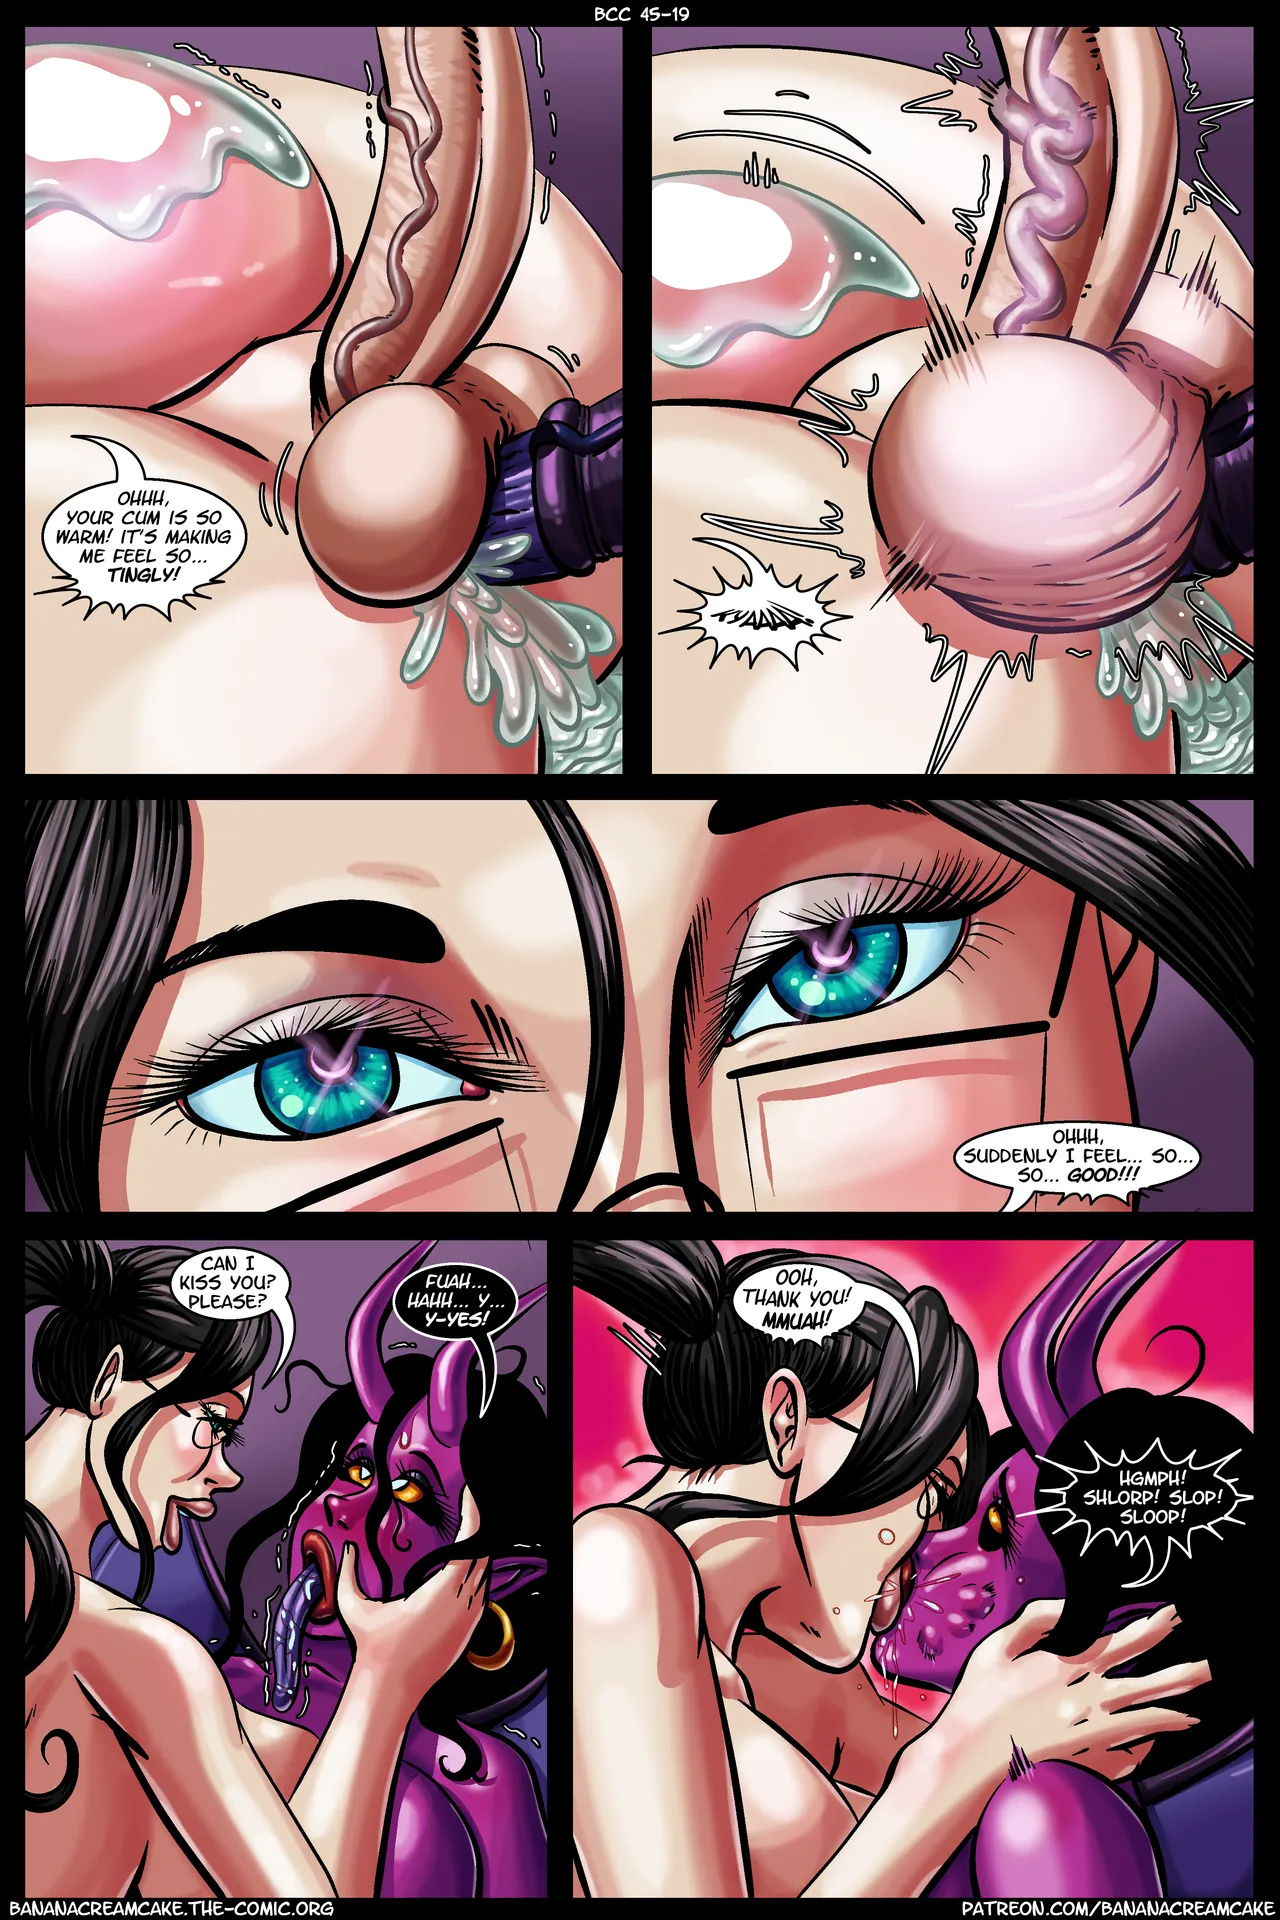 BCC 45-19
OHHH,
YOUR CUM IS SO
WARM! IT'S MAKING
ME FEEL SO...
TINGLY!
OHHH,
SUDDENLY I FEEL... SO...
SO... GOOD!!!
CAN I
KISS YOU?
PLEASE?
FUAH...
HAHH... Y...
Y-YES!
OOH,
THANK YOU!
MMUAH!
HGMPH!
SHLORP! SLOP!
SLOOP!
BANANACREAMCAKE.THE-COMIC.ORG
PATREON.COM/BANANACREAMCAKE